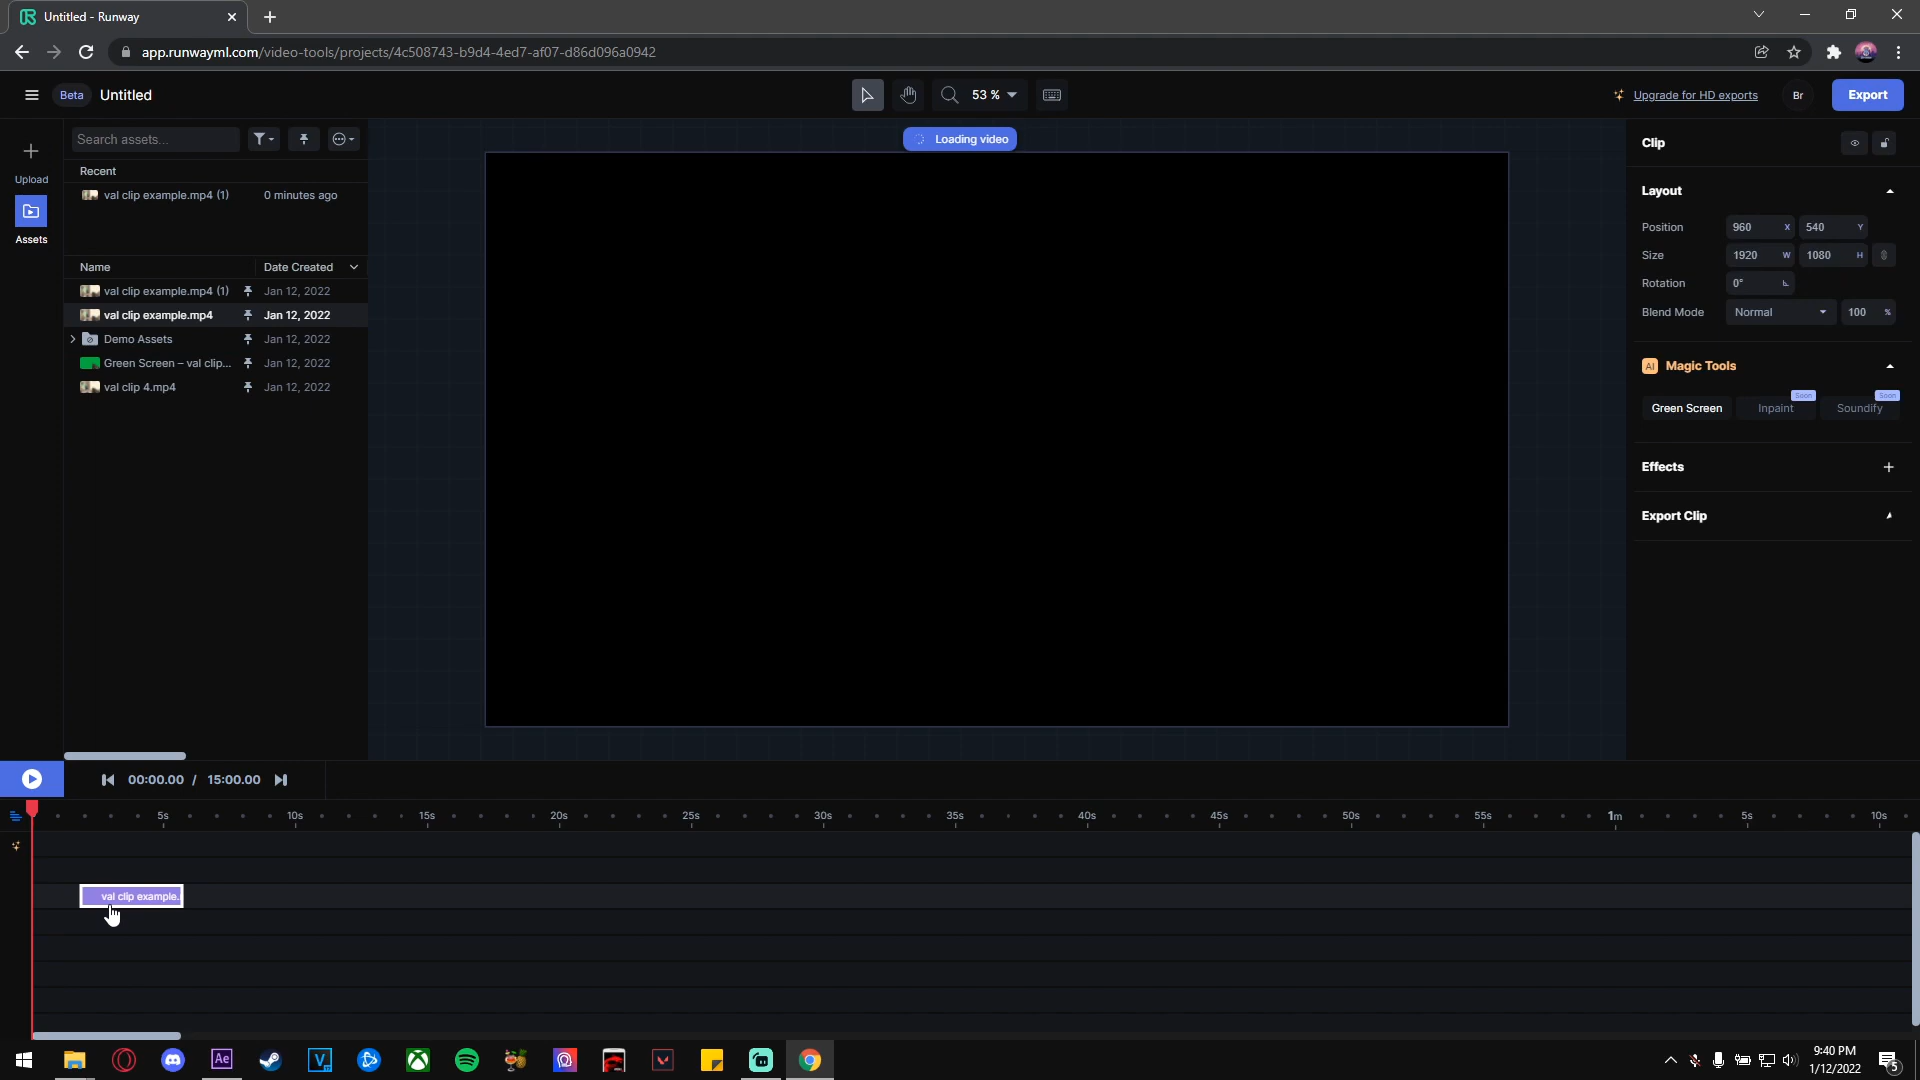 Untitled - Runway
app.runwayml.com/video-tools/projects/4c508743-b9d4-4ed7-af07-d86d096a0942
Beta Untitled
53 %
Upgrade for HD exports
Br
Export
Search assets...
Loading video
Clip
Recent
val clip example.mp4 (1) 0 minutes ago
Upload
Assets
Name Date Created
val clip example.mp4 (1) Jan 12, 2022
val clip example.mp4 Jan 12, 2022
Demo Assets Jan 12, 2022
Green Screen – val clip... Jan 12, 2022
val clip 4.mp4 Jan 12, 2022
Layout
Position 960 X 540 Y
Size 1920 W 1080 H
Rotation 0°
Blend Mode Normal 100 %
AI Magic Tools
Soon Soon
Green Screen Inpaint Soundify
Effects
Export Clip
00:00.00 / 15:00.00
5s 10s 15s 20s 25s 30s 35s 40s 45s 50s 55s 1m 5s 10s
val clip example.
Ae
V
9:40 PM
1/12/2022
5